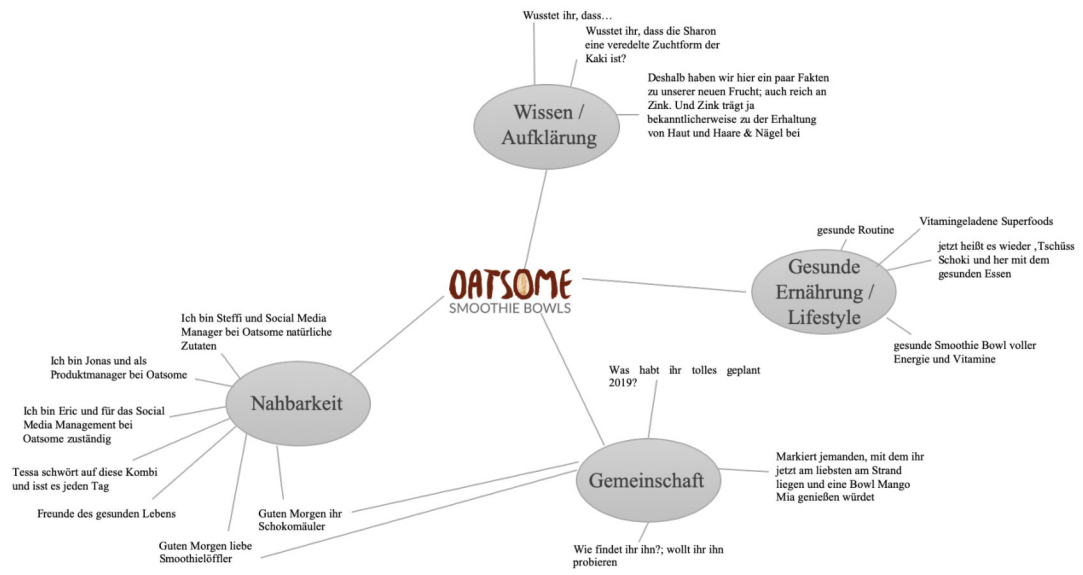 Wusstet ihr, dass…
Wusstet ihr, dass die Sharon
eine veredelte Zuchtform der
Kaki ist?
Deshalb haben wir hier ein paar Fakten
zu unserer neuen Frucht; auch reich an
Zink. Und Zink trägt ja
bekanntlicherweise zu der Erhaltung
von Haut und Haare & Nägel bei
Wissen /
Aufklärung
gesunde Routine
Vitamingeladene Superfoods
jetzt heißt es wieder ‚Tschüss
Schoki und her mit dem
gesunden Essen
Gesunde
Ernährung /
Lifestyle
gesunde Smoothie Bowl voller
Energie und Vitamine
OATSOME
SMOOTHIE BOWLS
Ich bin Steffi und Social Media
Manager bei Oatsome natürliche
Zutaten
Ich bin Jonas und als
Produktmanager bei Oatsome
Nahbarkeit
Ich bin Eric und für das Social
Media Management bei
Oatsome zuständig
Tessa schwört auf diese Kombi
und isst es jeden Tag
Freunde des gesunden Lebens
Guten Morgen ihr
Schokomäuler
Guten Morgen liebe
Smoothielöffler
Was habt ihr tolles geplant
2019?
Gemeinschaft
Markiert jemanden, mit dem ihr
jetzt am liebsten am Strand
liegen und eine Bowl Mango
Mia genießen würdet
Wie findet ihr ihn?; wollt ihr ihn
probieren